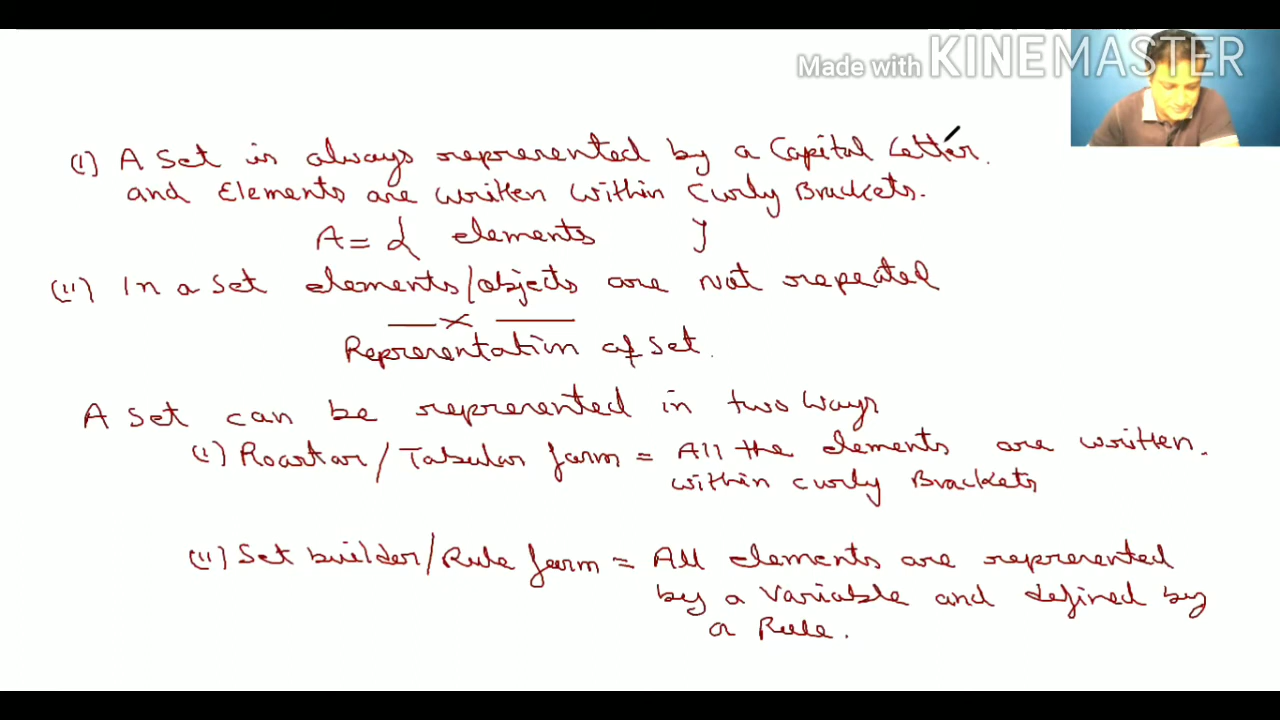 Made with KINEMASTER
(i) A Set is always represented by a Capital Letter.
and Elements are written within Curly Brackets.
A = { elements }
(ii) In a Set elements/objects are not repeated
— x —
Representation of Set.
A Set can be represented in two ways
(i) Roastar / Tabular form = All the elements are written.
within curly Brackets
(ii) Set builder/Rule form = All elements are represented
by a variable and defined by
a Rule.